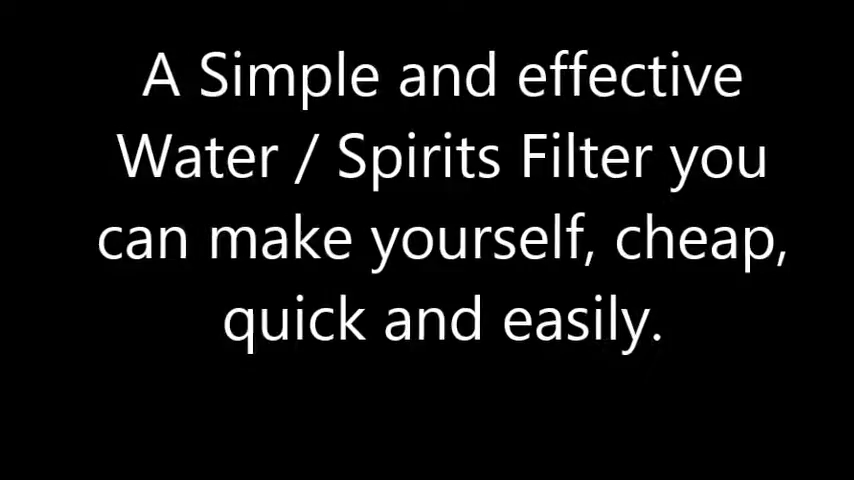 A Simple and effective
Water / Spirits Filter you
can make yourself, cheap,
quick and easily.